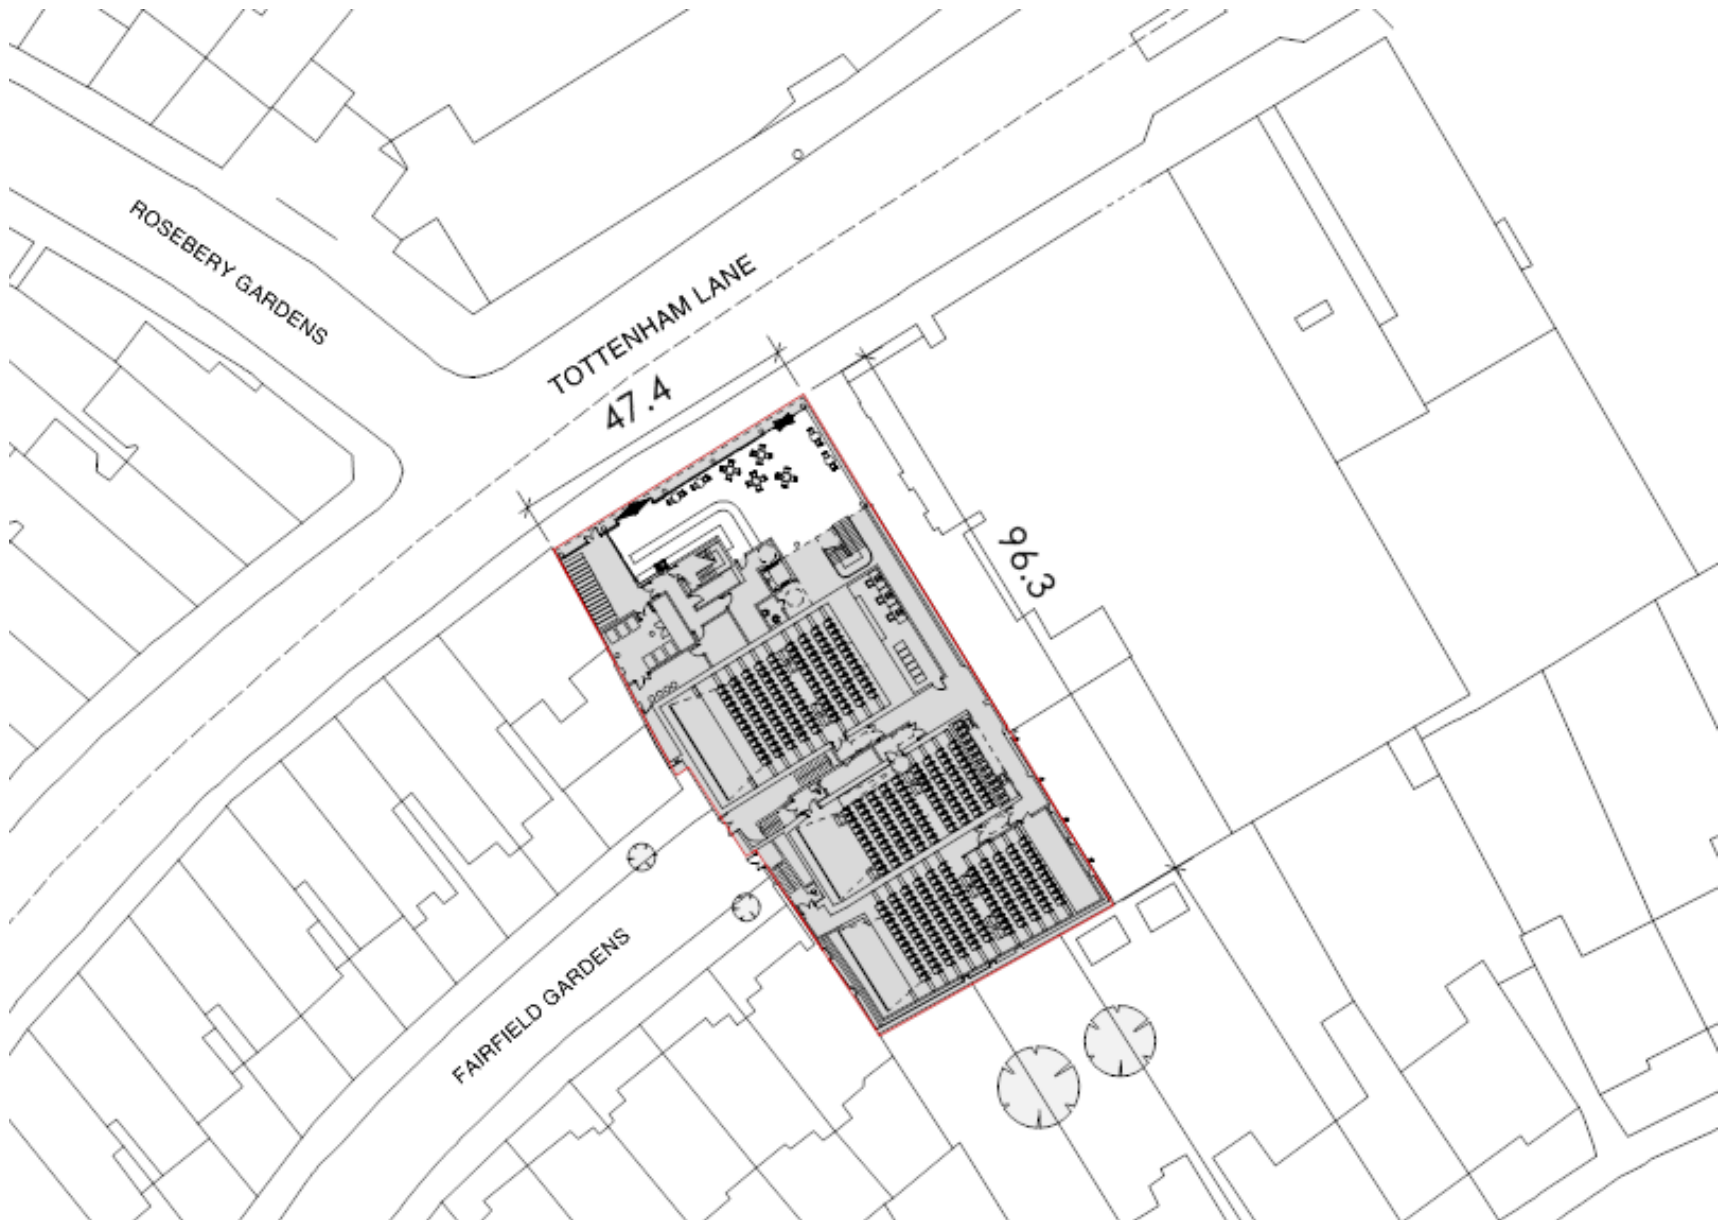 ROSEBERY GARDENS
TOTTENHAM LANE
47.4
96.3
FAIRFIELD GARDENS